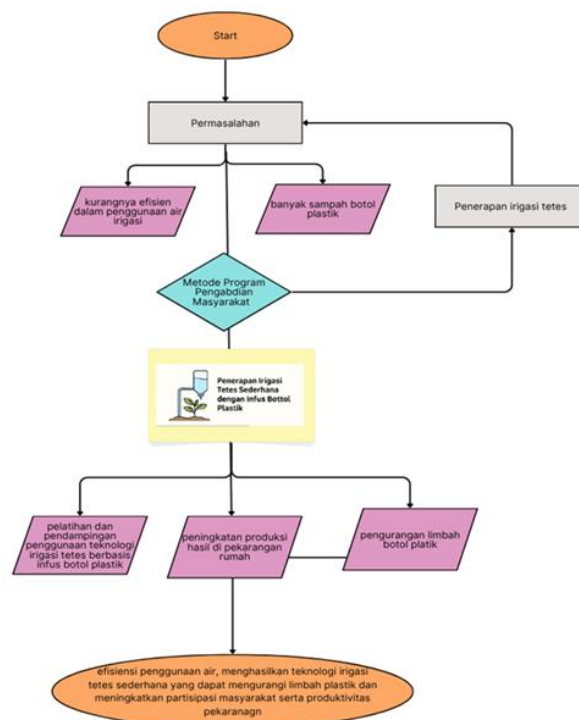 Start
Permasalahan
kurangnya efisien
dalam penggunaan air
irigasi
banyak sampah botol
plastik
Penerapan irigasi tetes
Metode Program
Pengabdian
Masyarakat
Penerapan Irigasi
Tetes Sederhana
dengan Infus Bottol
Plastik
pelatihan dan
pendampingan
penggunaan teknologi
irigasi tetes berbasis
infus botol plastik
peningkatan produksi
hasil di pekarangan
rumah
pengurangan limbah
botol platik
efisiensi penggunaan air, menghasilkan teknologi irigasi
tetes sederhana yang dapat mengurangi limbah plastik dan
meningkatkan partisipasi masyarakat serta produktivitas
pekaranagn